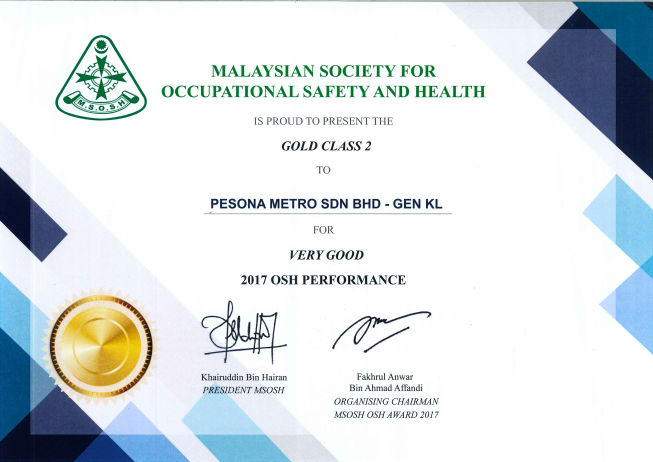 M.S.O.S.H
MALAYSIAN SOCIETY FOR
OCCUPATIONAL SAFETY AND HEALTH
IS PROUD TO PRESENT THE
GOLD CLASS 2
TO
PESONA METRO SDN BHD - GEN KL
FOR
VERY GOOD
2017 OSH PERFORMANCE
Khairuddin Bin Hairan
PRESIDENT MSOSH
Fakhrul Anwar
Bin Ahmad Affandi
ORGANISING CHAIRMAN
MSOSH OSH AWARD 2017